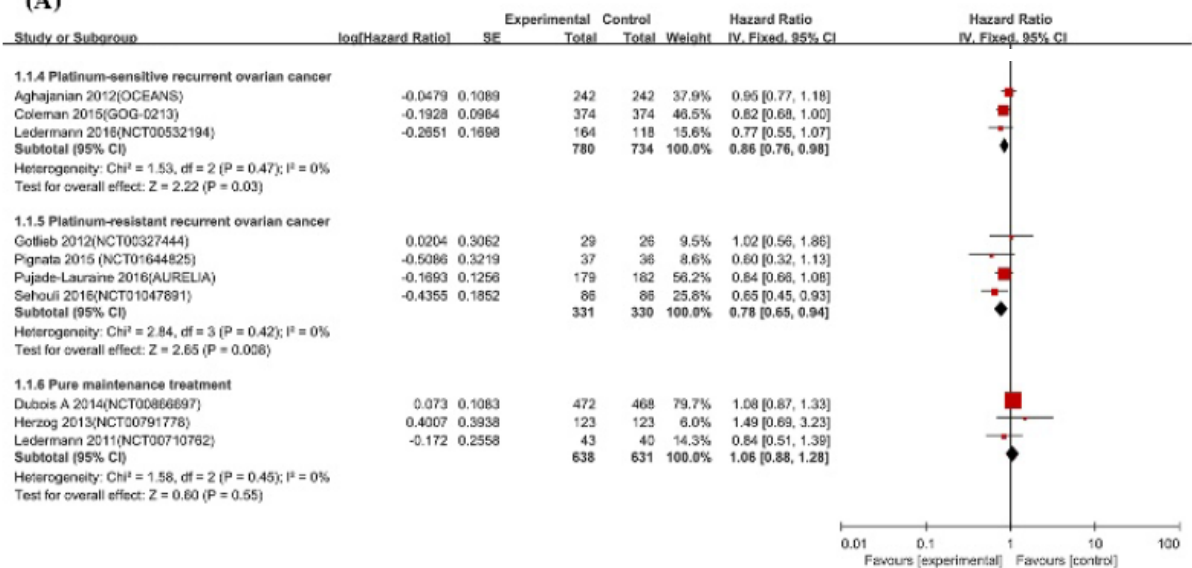 (A)
Experimental Control Hazard Ratio Hazard Ratio
Study or Subgroup log[Hazard Ratio] SE Total Total Weight IV, Fixed, 95% CI IV, Fixed, 95% CI
1.1.4 Platinum-sensitive recurrent ovarian cancer
Aghajanian 2012(OCEANS) -0.0479 0.1089 242 242 37.9% 0.95 [0.77, 1.18]
Coleman 2015(GOG-0213) -0.1928 0.0984 374 374 46.5% 0.82 [0.68, 1.00]
Ledermann 2016(NCT00532194) -0.2651 0.1698 164 118 15.6% 0.77 [0.55, 1.07]
Subtotal (95% CI) 780 734 100.0% 0.86 [0.76, 0.98]
Heterogeneity: Chi² = 1.53, df = 2 (P = 0.47); I² = 0%
Test for overall effect: Z = 2.22 (P = 0.03)
1.1.5 Platinum-resistant recurrent ovarian cancer
Gotlieb 2012(NCT00327444) 0.0204 0.3062 29 26 9.5% 1.02 [0.56, 1.86]
Pignata 2015 (NCT01644825) -0.5086 0.3219 37 36 8.6% 0.60 [0.32, 1.13]
Pujade-Lauraine 2016(AURELIA) -0.1693 0.1256 179 182 56.2% 0.84 [0.66, 1.08]
Sehouli 2016(NCT01047891) -0.4355 0.1852 86 86 25.8% 0.65 [0.45, 0.93]
Subtotal (95% CI) 331 330 100.0% 0.78 [0.65, 0.94]
Heterogeneity: Chi² = 2.84, df = 3 (P = 0.42); I² = 0%
Test for overall effect: Z = 2.65 (P = 0.008)
1.1.6 Pure maintenance treatment
Dubois A 2014(NCT00866697) 0.073 0.1083 472 468 79.7% 1.08 [0.87, 1.33]
Herzog 2013(NCT00791778) 0.4007 0.3938 123 123 6.0% 1.49 [0.69, 3.23]
Ledermann 2011(NCT00710762) -0.172 0.2558 43 40 14.3% 0.84 [0.51, 1.39]
Subtotal (95% CI) 638 631 100.0% 1.06 [0.88, 1.28]
Heterogeneity: Chi² = 1.58, df = 2 (P = 0.45); I² = 0%
Test for overall effect: Z = 0.60 (P = 0.55)
0.01 0.1 1 10 100
Favours [experimental] Favours [control]